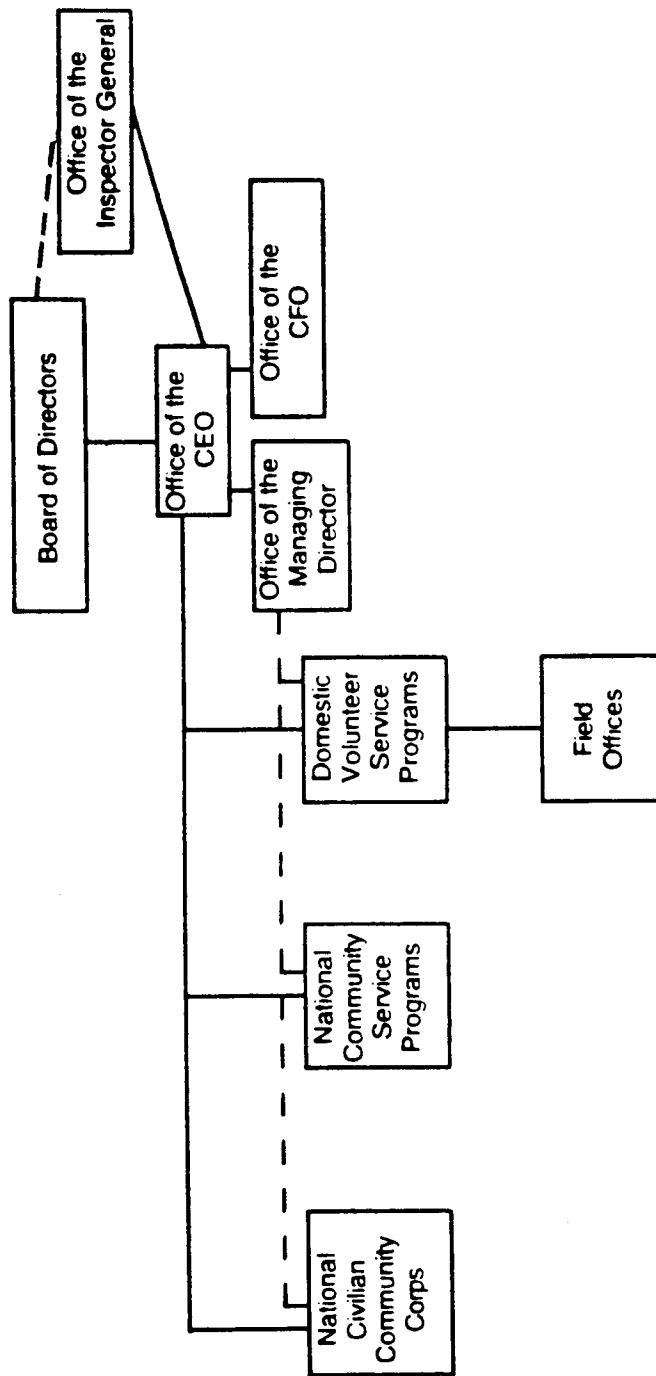 Board of Directors
Office of the
Inspector General
Office of the
CEO
Office of the
Managing
Director
Office of the
CFO
National
Civilian
Community
Corps
National
Community
Service
Programs
Domestic
Volunteer
Service
Programs
Field
Offices